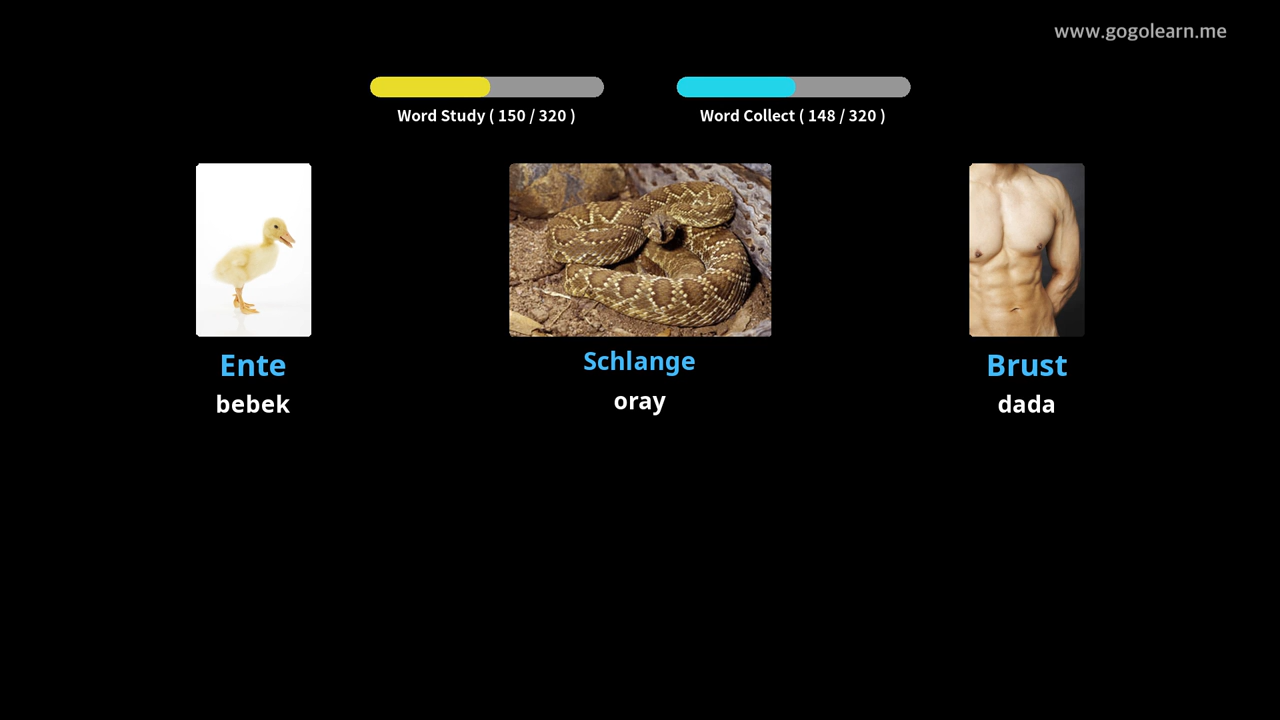 www.gogolearn.me
Word Study ( 150 / 320 )
Word Collect ( 148 / 320 )
Ente
bebek
Schlange
oray
Brust
dada